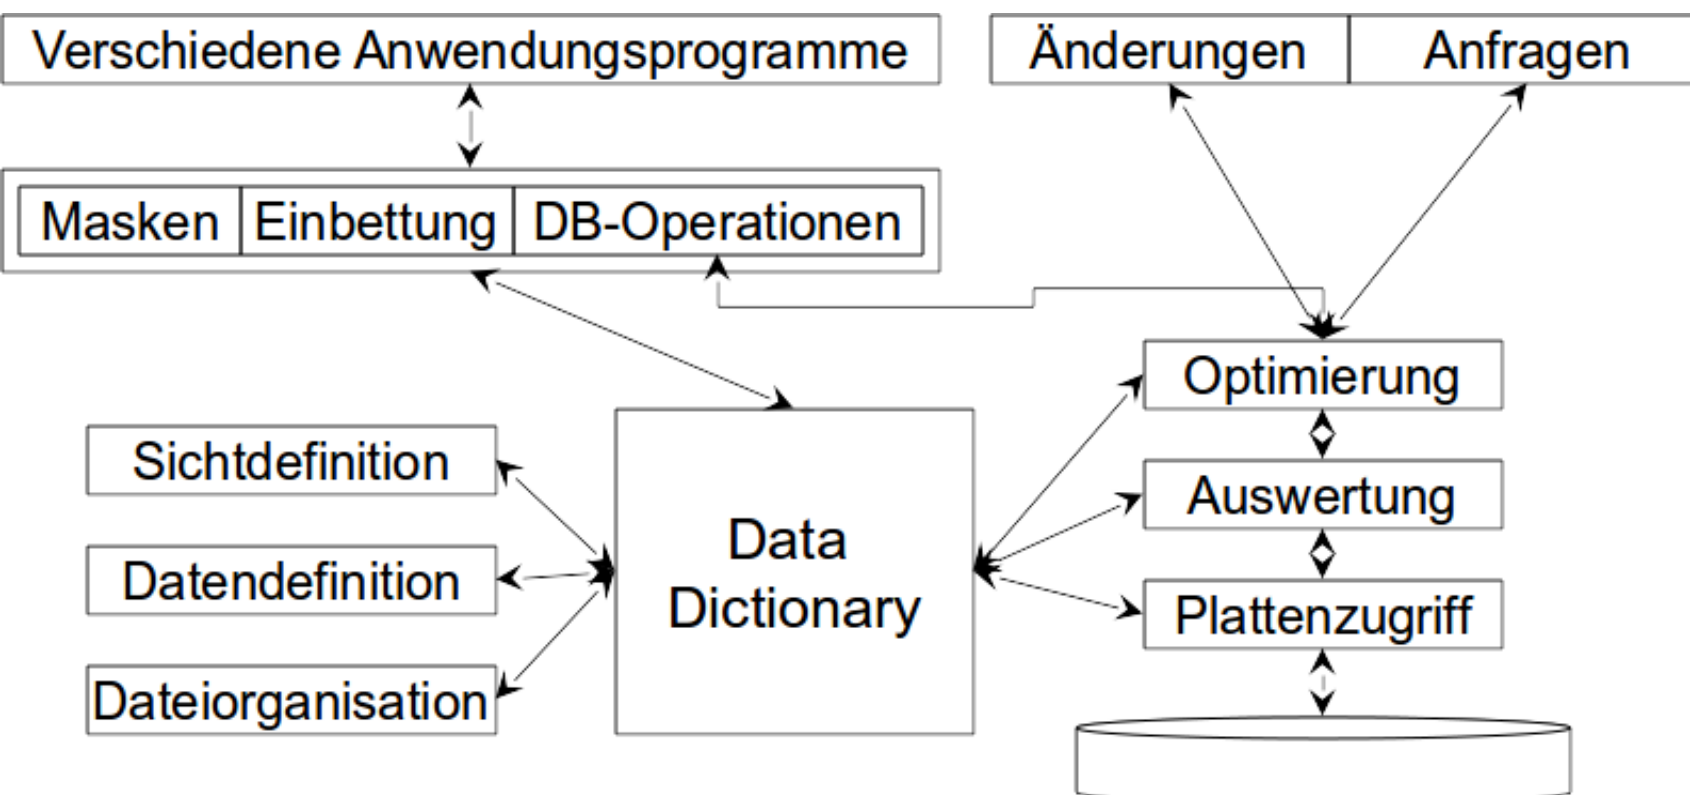 Verschiedene Anwendungsprogramme
Änderungen Anfragen
Masken Einbettung DB-Operationen
Optimierung
Sichtdefinition
Auswertung
Data
Dictionary
Datendefinition
Plattenzugriff
Dateiorganisation